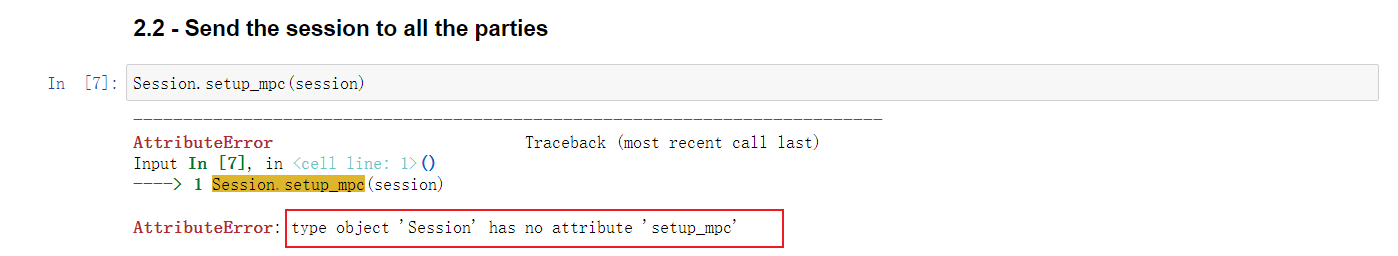 2.2 - Send the session to all the parties
In [7]: Session.setup_mpc(session)
---------------------------------------------------------------------------
AttributeError Traceback (most recent call last)
Input In [7], in <cell line: 1>()
----> 1 Session.setup_mpc(session)
AttributeError: type object 'Session' has no attribute 'setup_mpc'